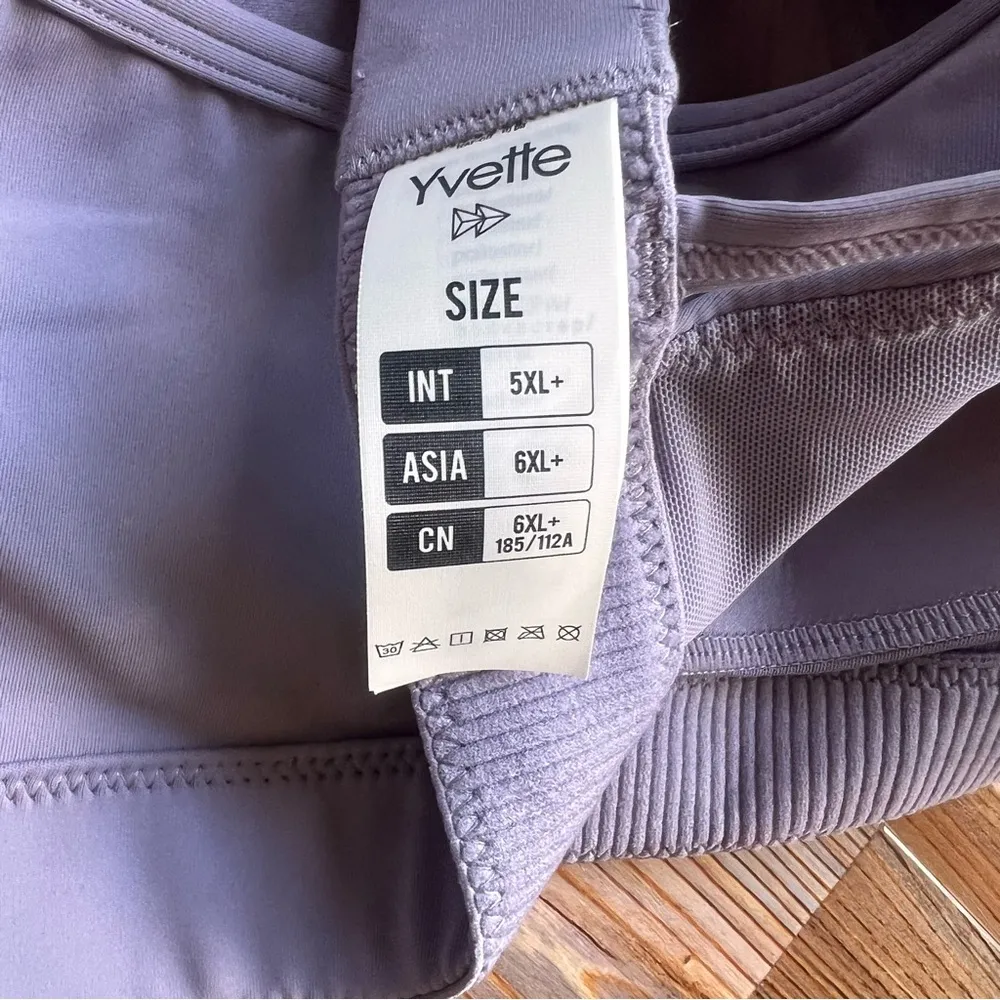 Yvette
SIZE
INT 5XL+
ASIA 6XL+
CN 6XL+
185/112A
30